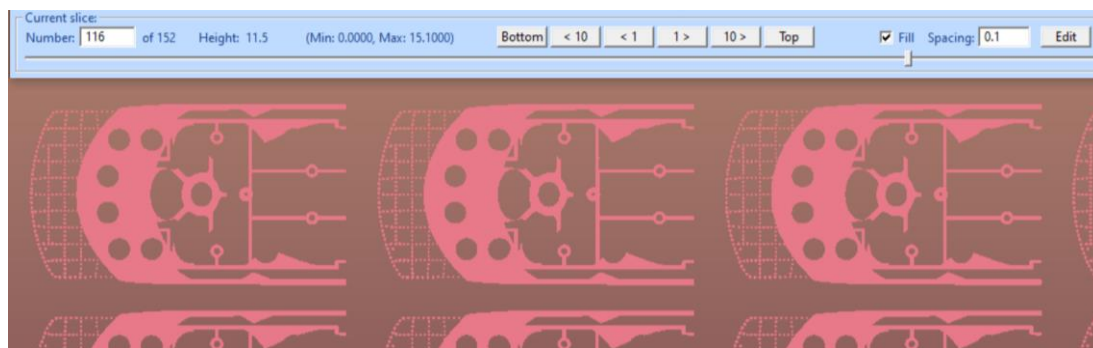 Current slice:
Number: 116 of 152 Height: 11.5 (Min: 0.0000, Max: 15.1000) Bottom < 10 < 1 1 > 10 > Top Fill Spacing: 0.1 Edit